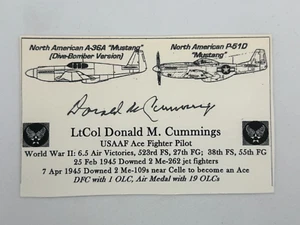 North American A-36A "Mustang" North American P-51D
(Dive-Bomber Version) "Mustang"
Donald M Cummings
LtCol Donald M. Cummings
USAAF Ace Fighter Pilot
World War II: 6.5 Air Victories, 523rd FS, 27th FG; 38th FS, 55th FG
25 Feb 1945 Downed 2 Me-262 jet fighters
7 Apr 1945 Downed 2 Me-109s near Celle to become an Ace
DFC with 1 OLC, Air Medal with 19 OLCs